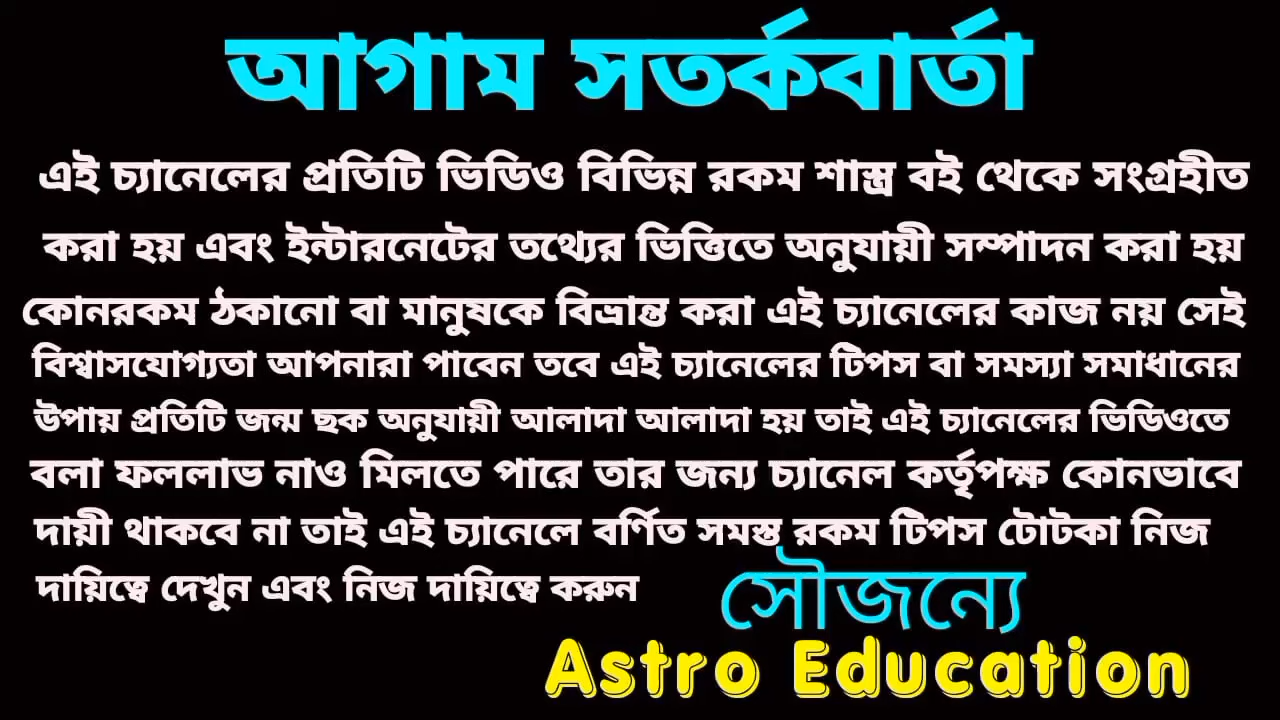 আগাম সতর্কবার্তা
এই চ্যানেলের প্রতিটি ভিডিও বিভিন্ন রকম শাস্ত্র বই থেকে সংগ্রহীত
করা হয় এবং ইন্টারনেটের তথ্যের ভিত্তিতে অনুযায়ী সম্পাদন করা হয়
কোনরকম ঠকানো বা মানুষকে বিভ্রান্ত করা এই চ্যানেলের কাজ নয় সেই
বিশ্বাসযোগ্যতা আপনারা পাবেন তবে এই চ্যানেলের টিপস বা সমস্যা সমাধানের
উপায় প্রতিটি জন্ম ছক অনুযায়ী আলাদা আলাদা হয় তাই এই চ্যানেলের ভিডিওতে
বলা ফললাভ নাও মিলতে পারে তার জন্য চ্যানেল কর্তৃপক্ষ কোনভাবে
দায়ী থাকবে না তাই এই চ্যানেলে বর্ণিত সমস্ত রকম টিপস টোটকা নিজ
দায়িত্বে দেখুন এবং নিজ দায়িত্বে করুন
সৌজন্যে
Astro Education